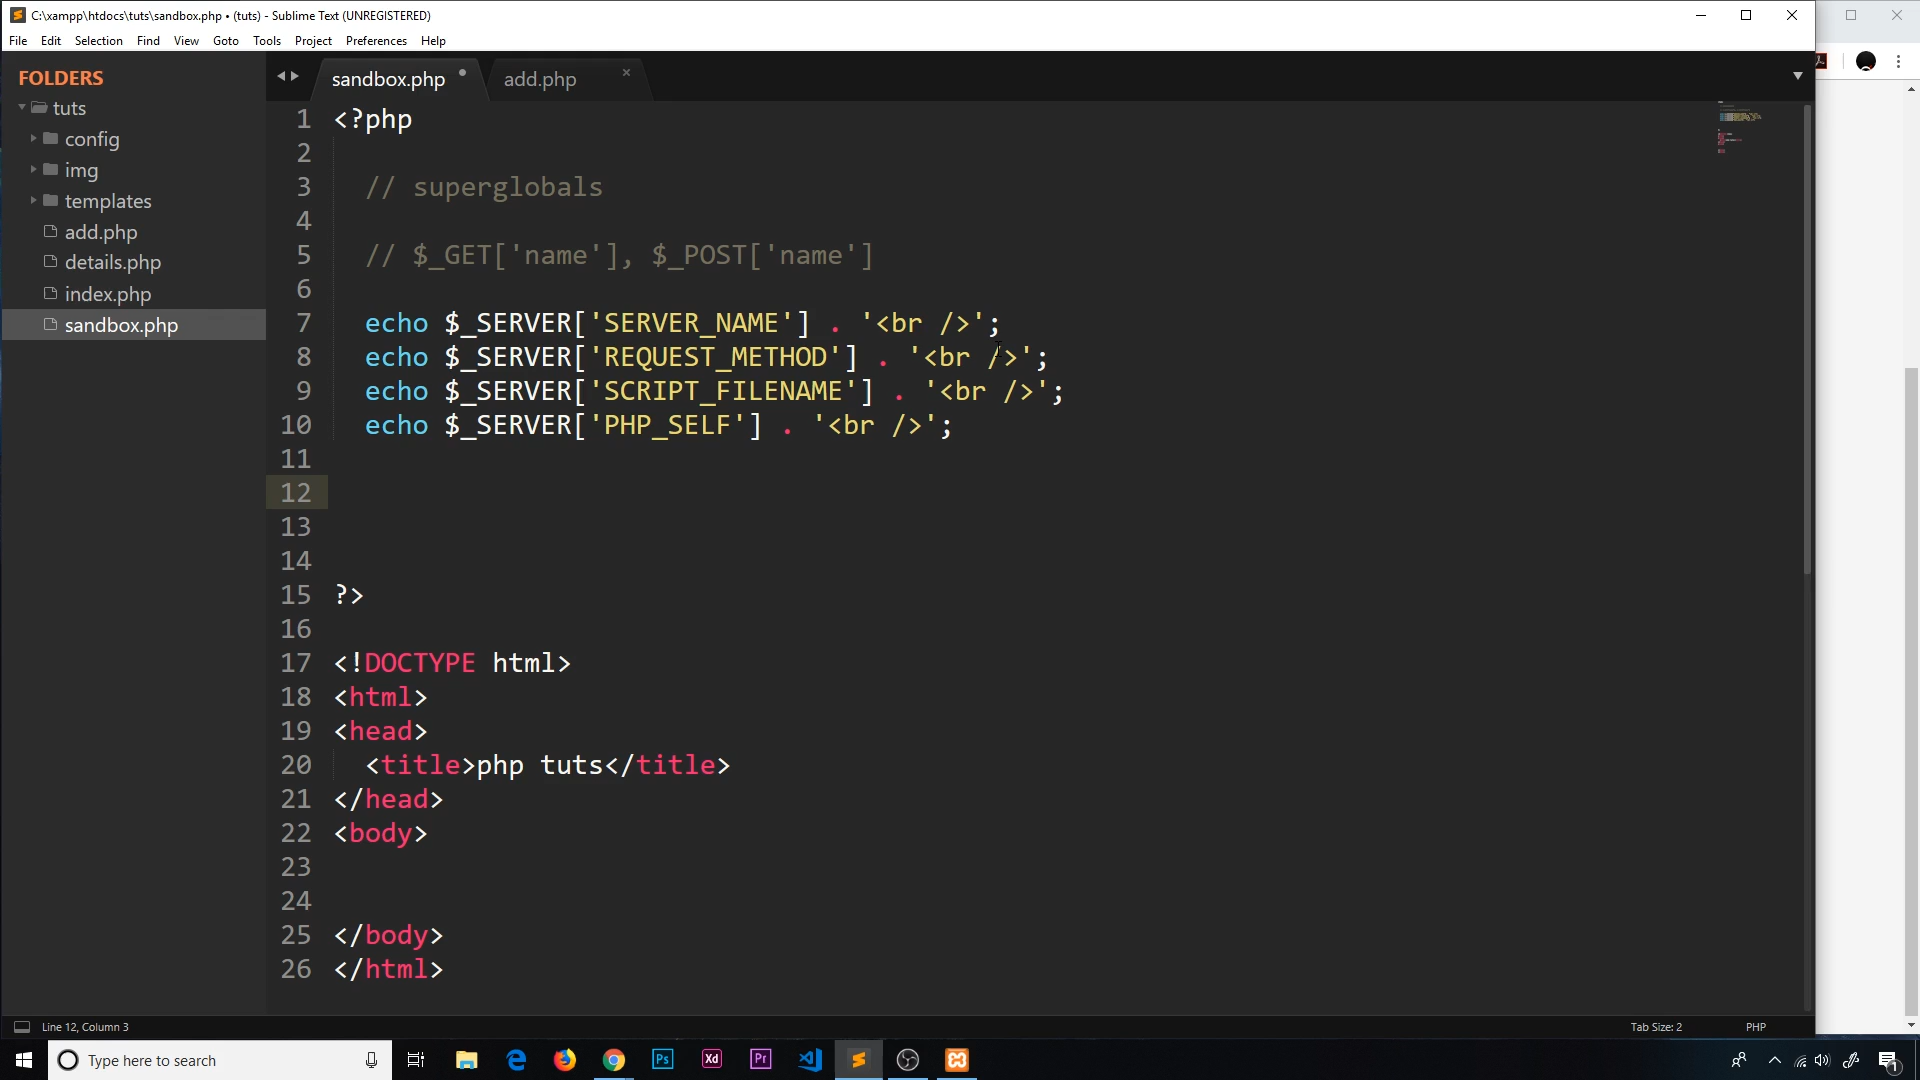 C:\xampp\htdocs\tuts\sandbox.php • (tuts) - Sublime Text (UNREGISTERED)
File Edit Selection Find View Goto Tools Project Preferences Help
FOLDERS
tuts
config
img
templates
add.php
details.php
index.php
sandbox.php
sandbox.php add.php
1 <?php
2
3 // superglobals
4
5 // $_GET['name'], $_POST['name']
6
7 echo $_SERVER['SERVER_NAME'] . '<br />';
8 echo $_SERVER['REQUEST_METHOD'] . '<br />';
9 echo $_SERVER['SCRIPT_FILENAME'] . '<br />';
10 echo $_SERVER['PHP_SELF'] . '<br />';
11
12
13
14
15 ?>
16
17 <!DOCTYPE html>
18 <html>
19 <head>
20 <title>php tuts</title>
21 </head>
22 <body>
23
24
25 </body>
26 </html>
Line 12, Column 3 Tab Size: 2 PHP
Type here to search
Ps Xd Pr
1